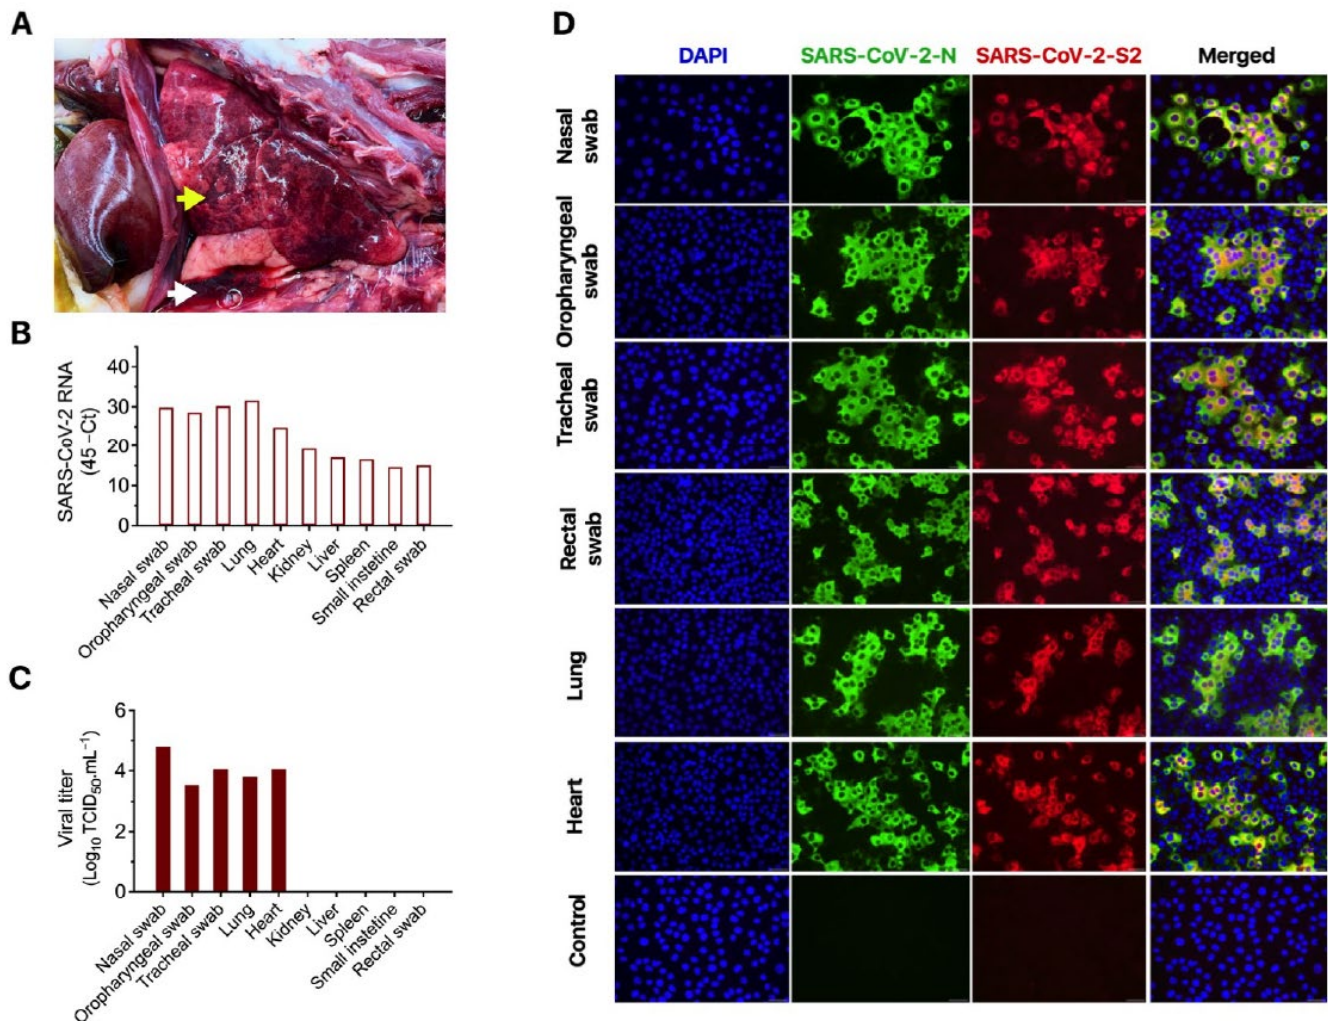 A
B
SARS-CoV-2 RNA
(45 –Ct)
40
30
20
10
0
Nasal swab
Oropharyngeal swab
Tracheal swab
Lung
Heart
Kidney
Liver
Spleen
Small instetine
Rectal swab
C
Viral titer
(Log₁₀ TCID₅₀.mL⁻¹)
6
4
2
0
Nasal swab
Oropharyngeal swab
Tracheal swab
Lung
Heart
Kidney
Liver
Spleen
Small instetine
Rectal swab
D
DAPI SARS-CoV-2-N SARS-CoV-2-S2 Merged
Nasal
swab
Oropharyngeal
swab
Tracheal
swab
Rectal
swab
Lung
Heart
Control